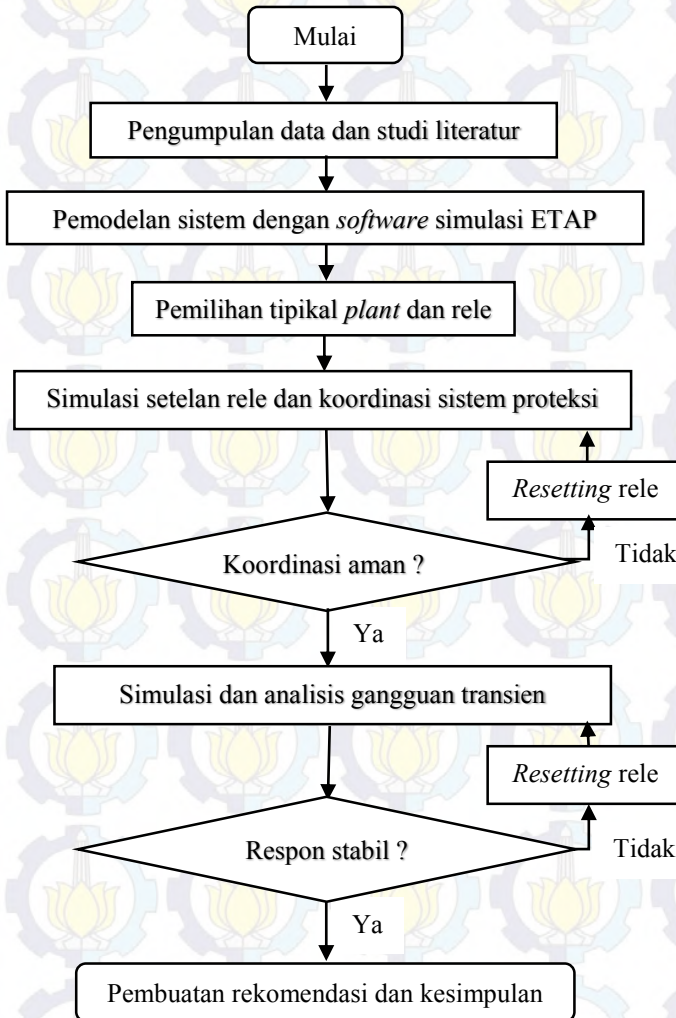 Mulai
Pengumpulan data dan studi literatur
Pemodelan sistem dengan software simulasi ETAP
Pemilihan tipikal plant dan rele
Simulasi setelan rele dan koordinasi sistem proteksi
Resetting rele
Koordinasi aman ?
Tidak
Ya
Simulasi dan analisis gangguan transien
Resetting rele
Respon stabil ?
Tidak
Ya
Pembuatan rekomendasi dan kesimpulan